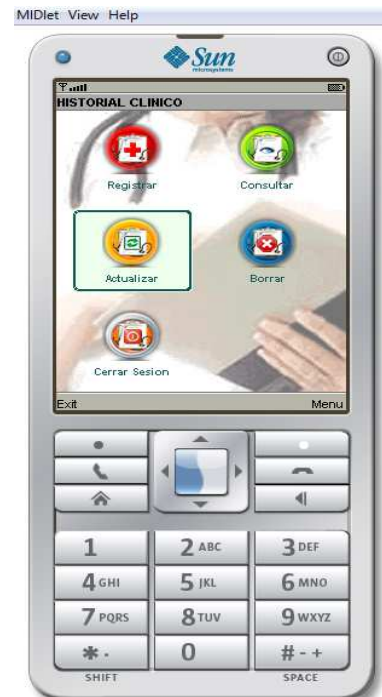 MIDlet View Help
Sun
microsystems
HISTORIAL CLINICO
Registrar Consultar
Actualizar Borrar
Cerrar Sesion
Exit Menu
1 2 ABC 3 DEF
4 GHI 5 JKL 6 MNO
7 PQRS 8 TUV 9 WXYZ
* . 0 # - +
SHIFT SPACE